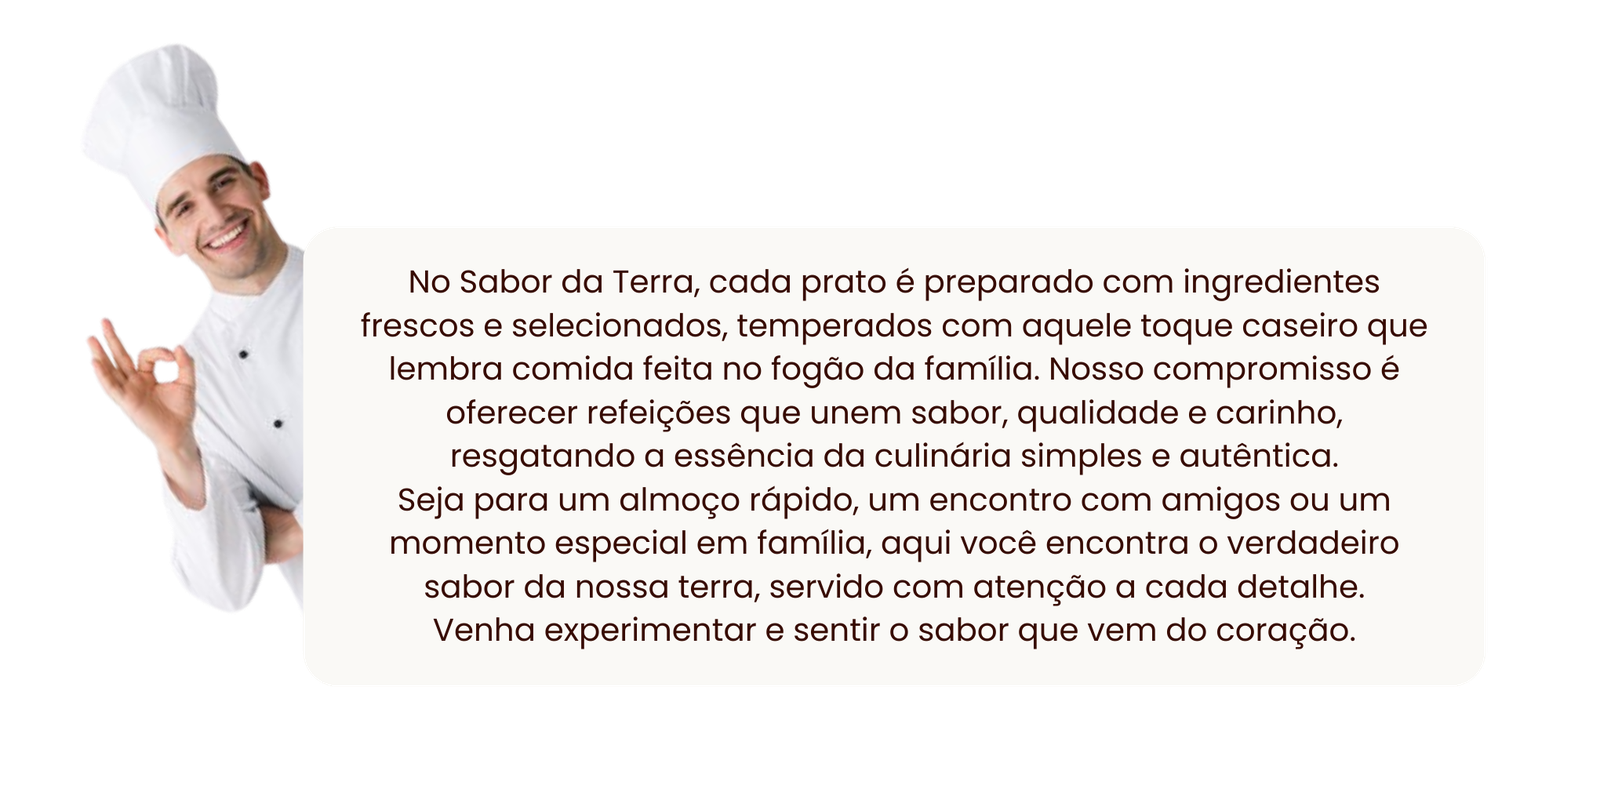 No Sabor da Terra, cada prato é preparado com ingredientes
frescos e selecionados, temperados com aquele toque caseiro que
lembra comida feita no fogão da família. Nosso compromisso é
oferecer refeições que unem sabor, qualidade e carinho,
resgatando a essência da culinária simples e autêntica.
Seja para um almoço rápido, um encontro com amigos ou um
momento especial em família, aqui você encontra o verdadeiro
sabor da nossa terra, servido com atenção a cada detalhe.
Venha experimentar e sentir o sabor que vem do coração.